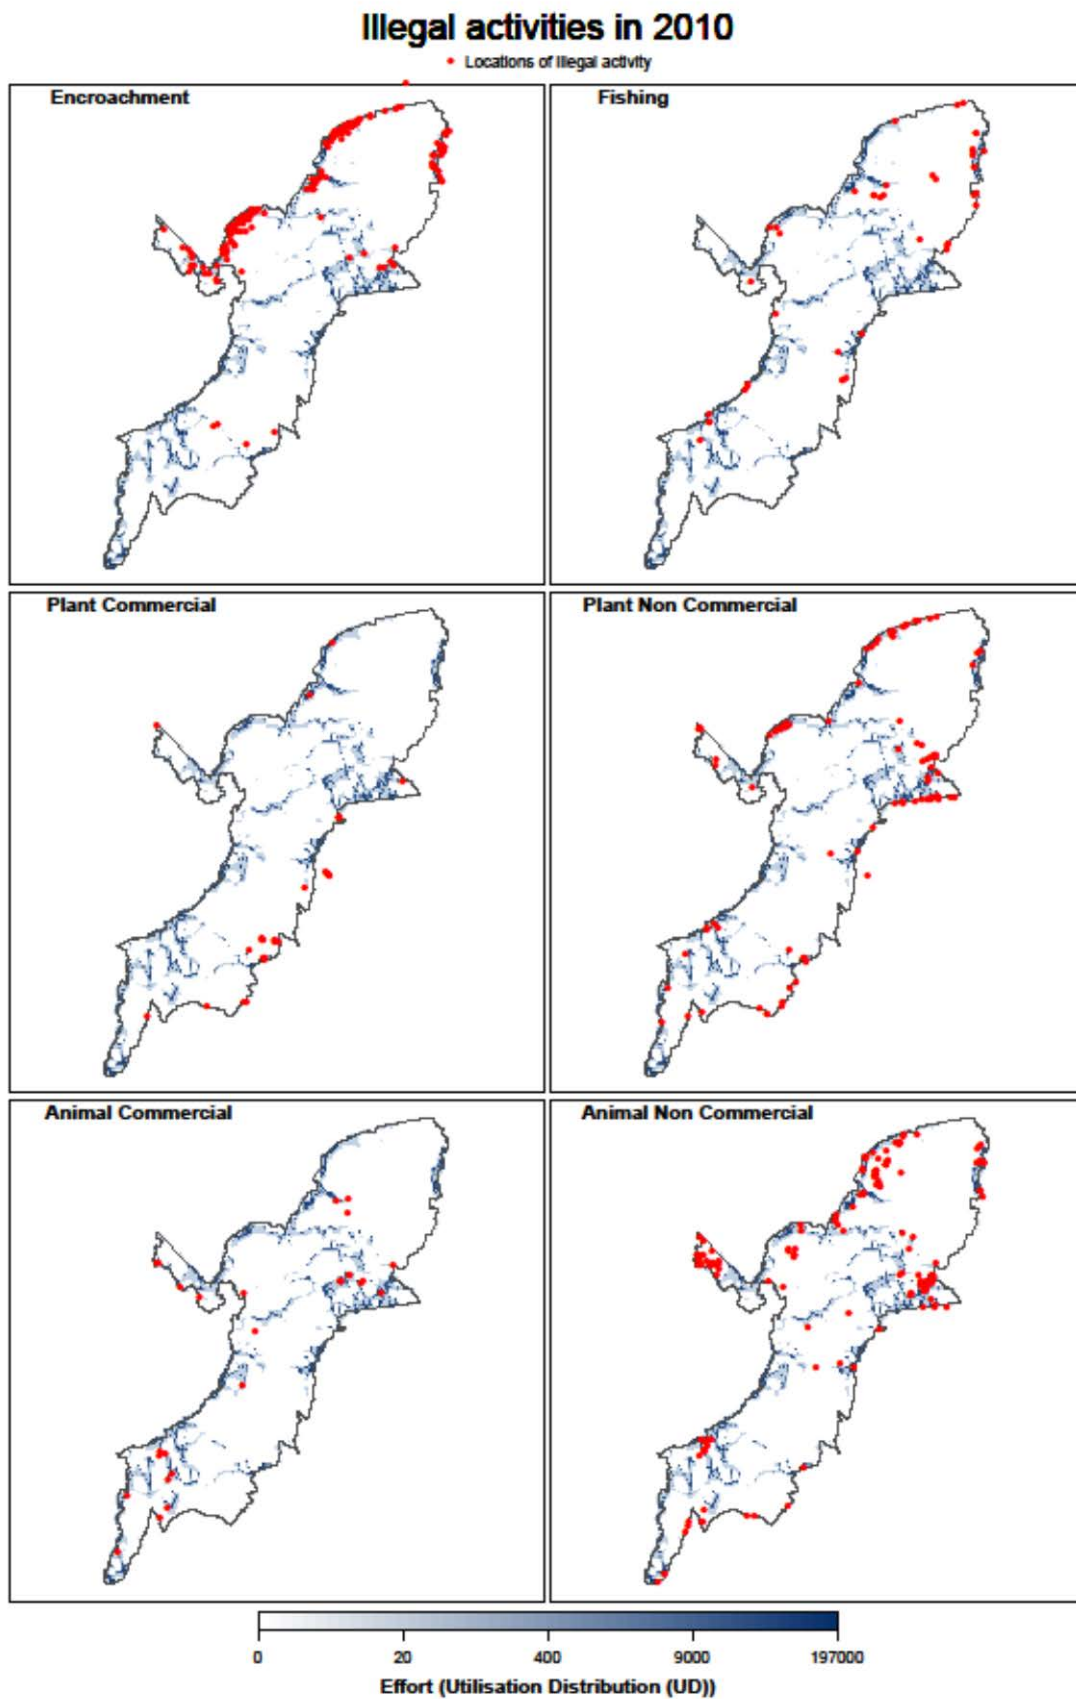 Illegal activities in 2010
Locations of illegal activity
Encroachment
Fishing
Plant Commercial
Plant Non Commercial
Animal Commercial
Animal Non Commercial
0 20 400 9000 197000
Effort (Utilisation Distribution (UD))